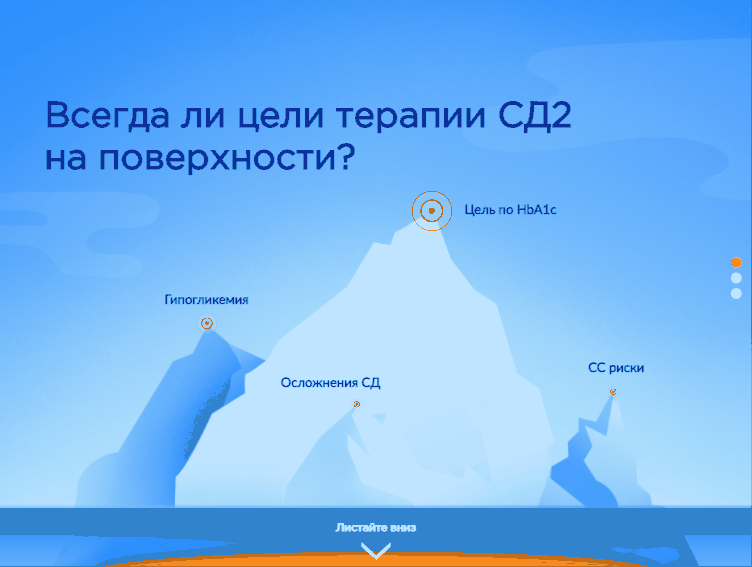 Всегда ли цели терапии СД2
на поверхности?
Цель по HbA1c
Гипогликемия
СС риски
Осложнения СД
Листайте вниз